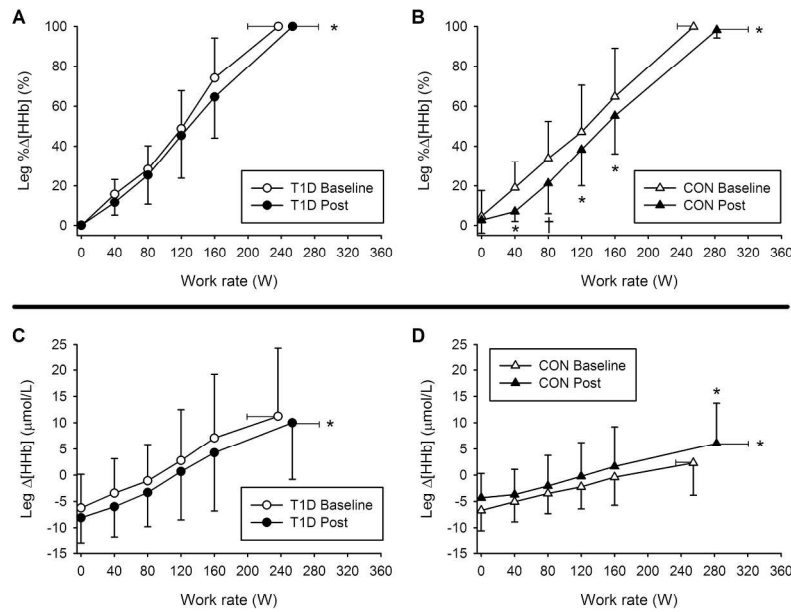 A
Leg %Δ[HHb] (%)
100
80
60
40
20
0
*
T1D Baseline
T1D Post
0 40 80 120 160 200 240 280 320 360
Work rate (W)
B
Leg %Δ[HHb] (%)
100
80
60
40
20
0
*
*
*
* †
CON Baseline
CON Post
0 40 80 120 160 200 240 280 320 360
Work rate (W)
C
Leg Δ[HHb] (μmol/L)
25
20
15
10
5
0
-5
-10
-15
*
T1D Baseline
T1D Post
0 40 80 120 160 200 240 280 320 360
Work rate (W)
D
Leg Δ[HHb] (μmol/L)
25
20
15
10
5
0
-5
-10
-15
CON Baseline
CON Post
*
*
0 40 80 120 160 200 240 280 320 360
Work rate (W)